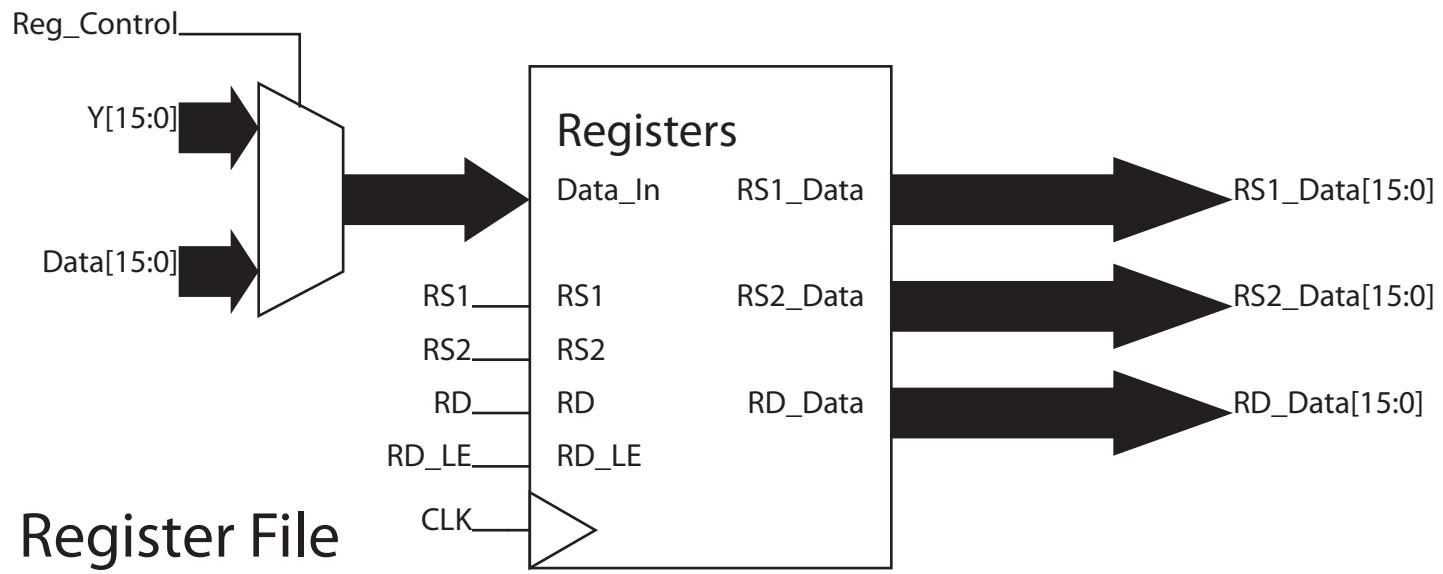 Reg_Control
Y[15:0]
Data[15:0]
Registers
Data_In RS1_Data
RS1_Data[15:0]
RS1 RS1 RS2_Data
RS2_Data[15:0]
RS2 RS2
RD RD RD_Data
RD_Data[15:0]
RD_LE RD_LE
CLK
Register File